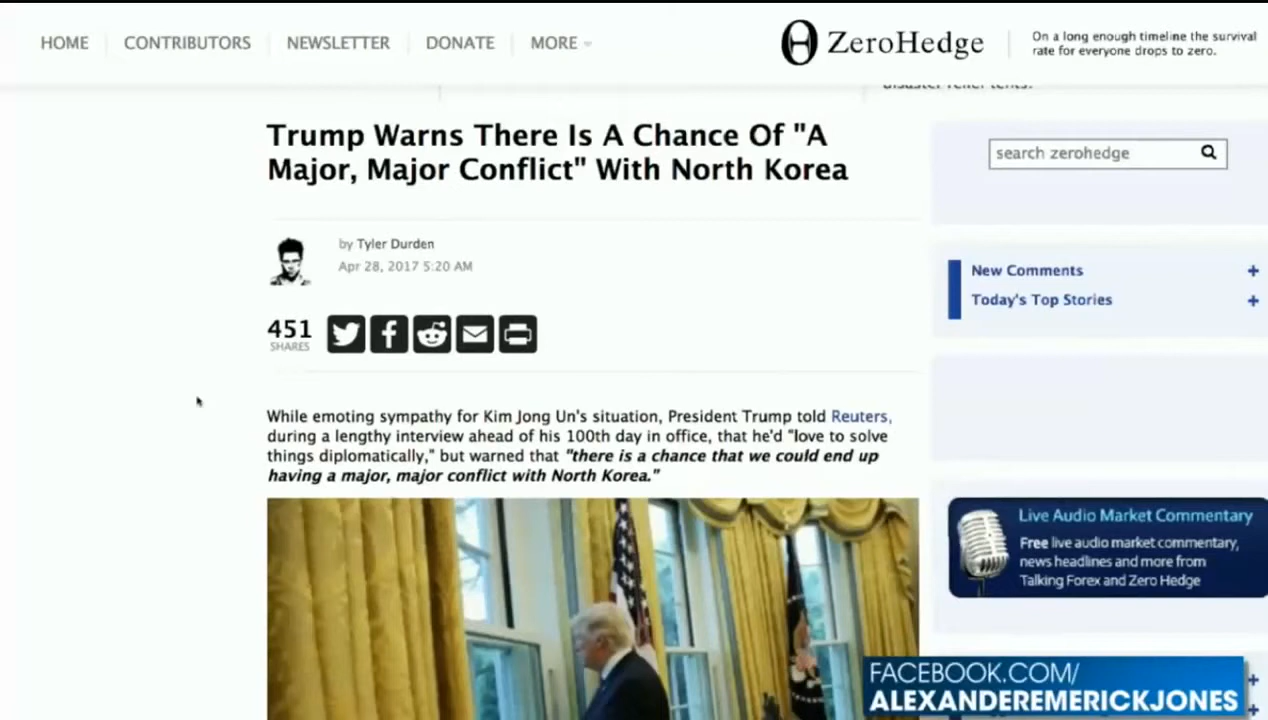 HOME
CONTRIBUTORS
NEWSLETTER
DONATE
MORE
ZeroHedge
On a long enough timeline the survival
rate for everyone drops to zero.
disaster relief tents.
Trump Warns There Is A Chance Of "A
Major, Major Conflict" With North Korea
search zerohedge
by Tyler Durden
Apr 28, 2017 5:20 AM
New Comments
Today's Top Stories
451
SHARES
While emoting sympathy for Kim Jong Un's situation, President Trump told Reuters,
during a lengthy interview ahead of his 100th day in office, that he'd "love to solve
things diplomatically," but warned that "there is a chance that we could end up
having a major, major conflict with North Korea."
Live Audio Market Commentary
Free live audio market commentary,
news headlines and more from
Talking Forex and Zero Hedge
FACEBOOK.COM/
ALEXANDEREMERICKJONES